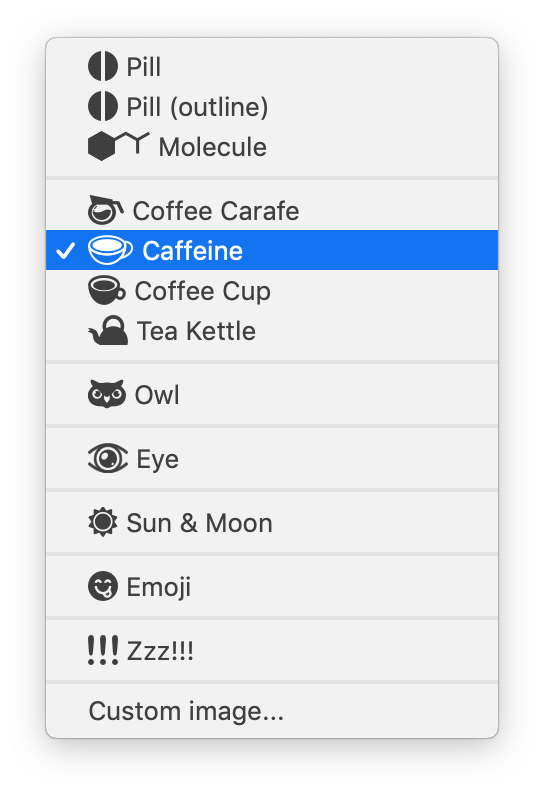 Pill
Pill (outline)
Molecule
Coffee Carafe
Caffeine
Coffee Cup
Tea Kettle
Owl
Eye
Sun & Moon
Emoji
!!! Zzz!!!
Custom image...